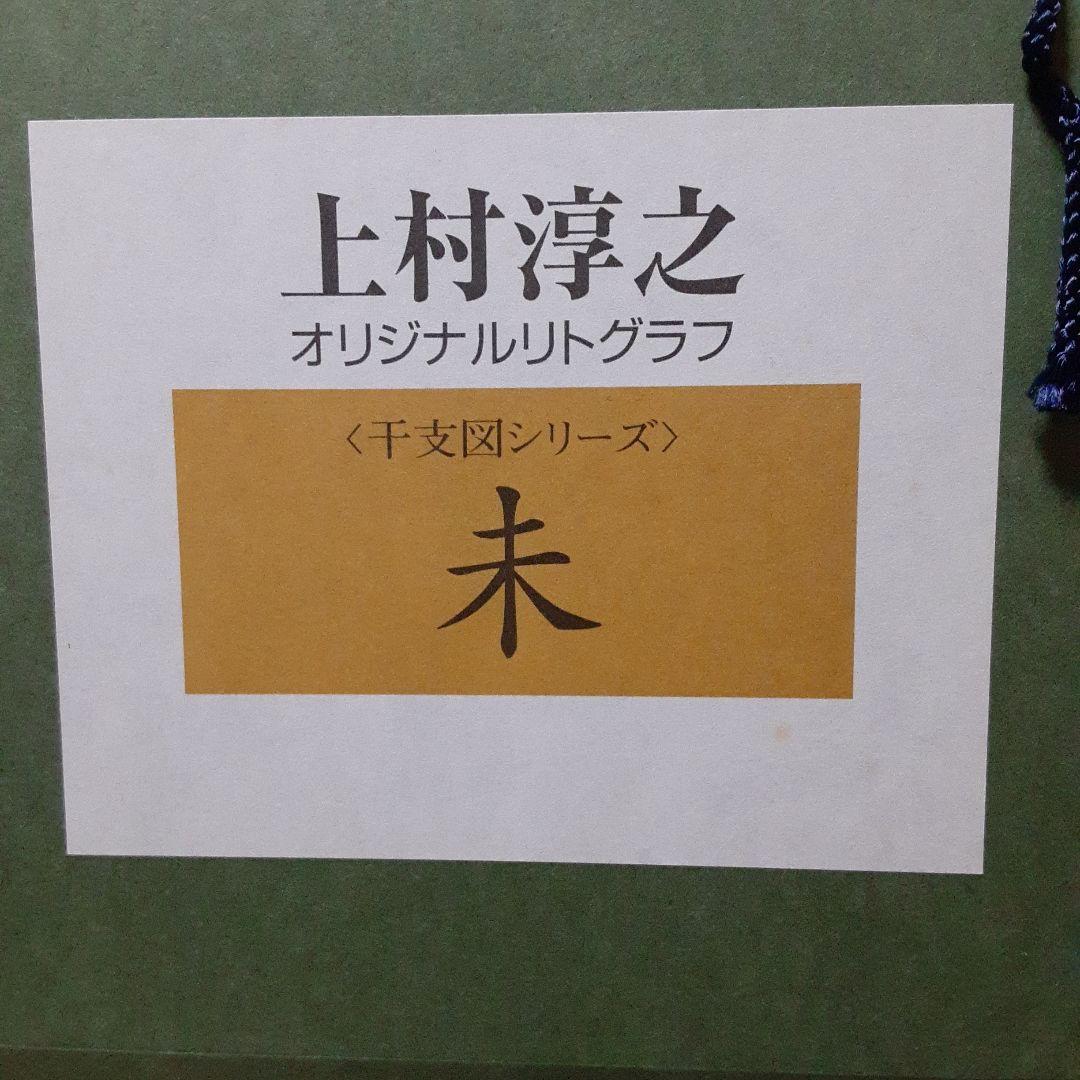 上村淳之
オリジナルリトグラフ
〈干支図シリーズ〉
未